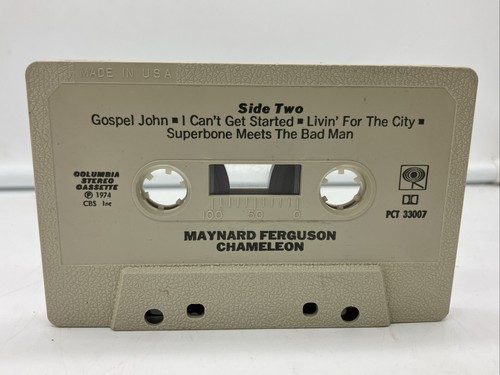 MADE IN U.S.A.
Side Two
Gospel John ▪ I Can't Get Started ▪ Livin' For The City ▪
Superbone Meets The Bad Man
COLUMBIA
STEREO
CASSETTE
℗ 1974
CBS Inc
PCT 33007
100 50 0
MAYNARD FERGUSON
CHAMELEON